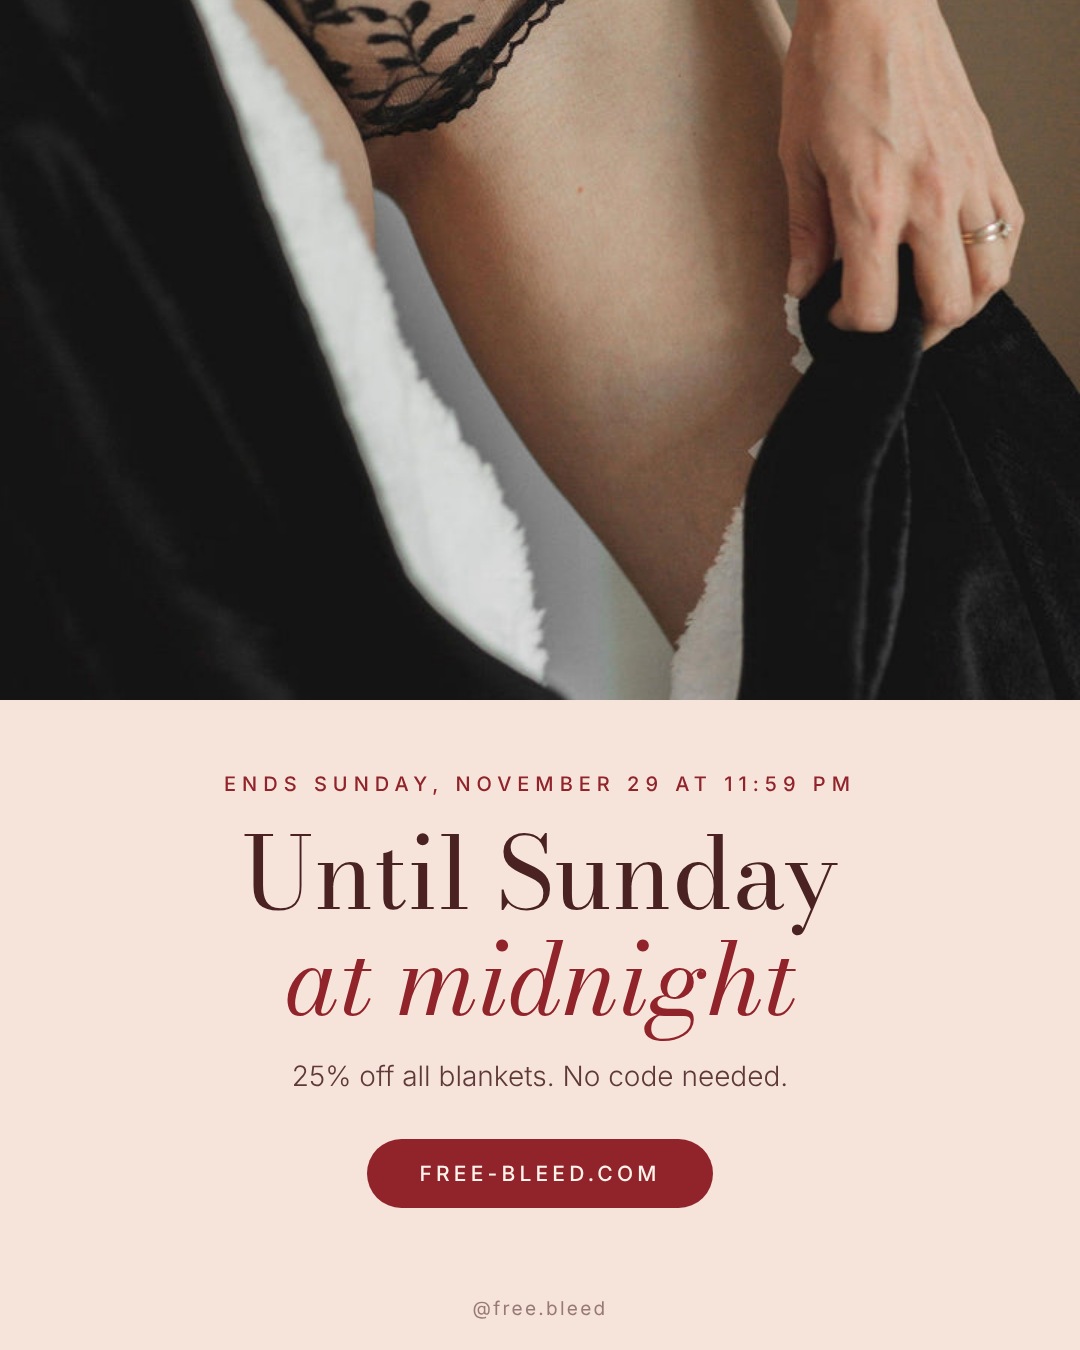 ENDS SUNDAY, NOVEMBER 29 AT 11:59 PM
Until Sunday
at midnight
25% off all blankets. No code needed.
FREE-BLEED.COM
@free.bleed